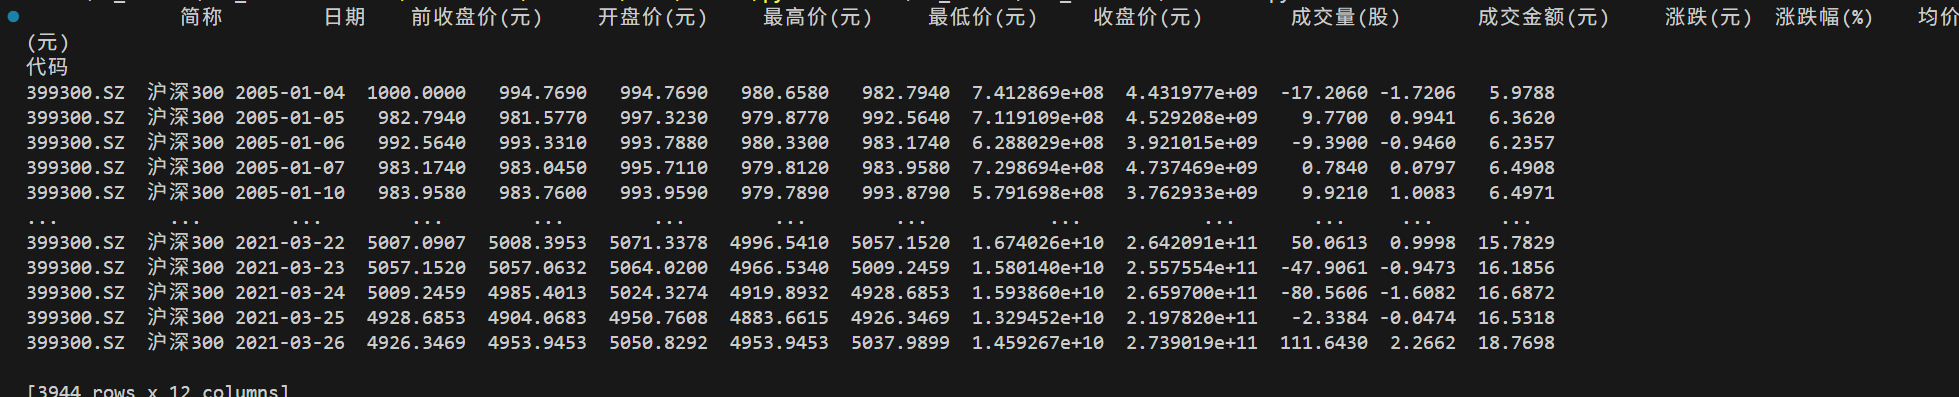 简称 日期 前收盘价(元) 开盘价(元) 最高价(元) 最低价(元) 收盘价(元) 成交量(股) 成交金额(元) 涨跌(元) 涨跌幅(%) 均价
(元)
代码
399300.SZ 沪深300 2005-01-04 1000.0000 994.7690 994.7690 980.6580 982.7940 7.412869e+08 4.431977e+09 -17.2060 -1.7206 5.9788
399300.SZ 沪深300 2005-01-05 982.7940 981.5770 997.3230 979.8770 992.5640 7.119109e+08 4.529208e+09 9.7700 0.9941 6.3620
399300.SZ 沪深300 2005-01-06 992.5640 993.3310 993.7880 980.3300 983.1740 6.288029e+08 3.921015e+09 -9.3900 -0.9460 6.2357
399300.SZ 沪深300 2005-01-07 983.1740 983.0450 995.7110 979.8120 983.9580 7.298694e+08 4.737469e+09 0.7840 0.0797 6.4908
399300.SZ 沪深300 2005-01-10 983.9580 983.7600 993.9590 979.7890 993.8790 5.791698e+08 3.762933e+09 9.9210 1.0083 6.4971
... ... ... ... ... ... ... ... ... ... ... ... ...
399300.SZ 沪深300 2021-03-22 5007.0907 5008.3953 5071.3378 4996.5410 5057.1520 1.674026e+10 2.642091e+11 50.0613 0.9998 15.7829
399300.SZ 沪深300 2021-03-23 5057.1520 5057.0632 5064.0200 4966.5340 5009.2459 1.580140e+10 2.557554e+11 -47.9061 -0.9473 16.1856
399300.SZ 沪深300 2021-03-24 5009.2459 4985.4013 5024.3274 4919.8932 4928.6853 1.593860e+10 2.659700e+11 -80.5606 -1.6082 16.6872
399300.SZ 沪深300 2021-03-25 4928.6853 4904.0683 4950.7608 4883.6615 4926.3469 1.329452e+10 2.197820e+11 -2.3384 -0.0474 16.5318
399300.SZ 沪深300 2021-03-26 4926.3469 4953.9453 5050.8292 4953.9453 5037.9899 1.459267e+10 2.739019e+11 111.6430 2.2662 18.7698
[3944 rows x 12 columns]